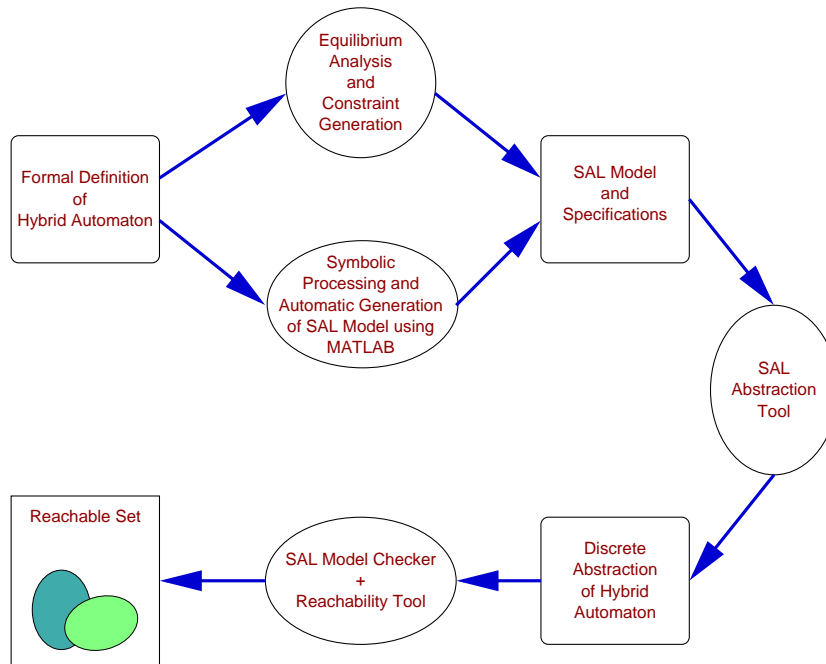 Equilibrium
Analysis
and
Constraint
Generation
Formal Definition
of
Hybrid Automaton
SAL Model
and
Specifications
Symbolic
Processing and
Automatic Generation
of SAL Model using
MATLAB
SAL
Abstraction
Tool
Reachable Set
SAL Model Checker
+
Reachability Tool
Discrete
Abstraction
of Hybrid
Automaton